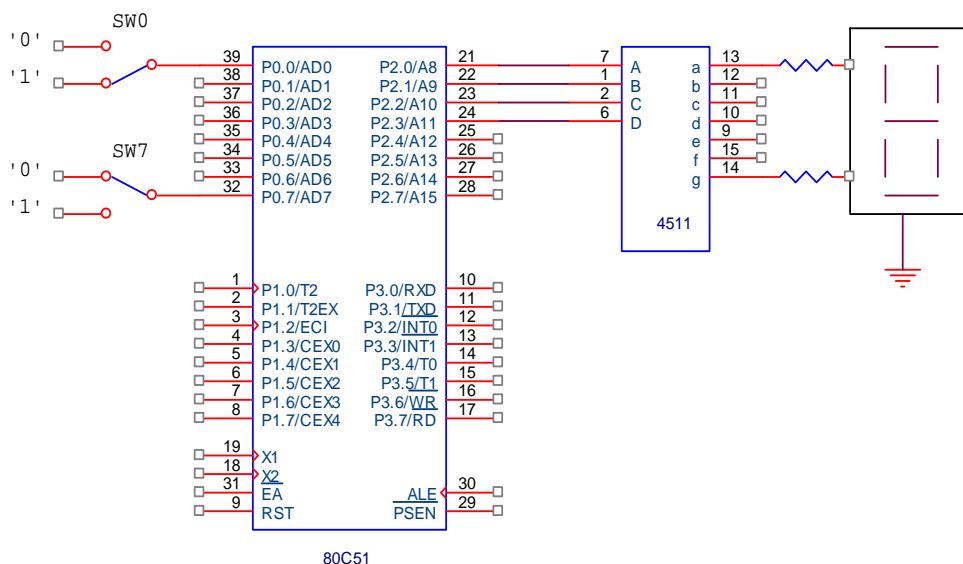 SW0
'0'
'1'
39 P0.0/AD0 P2.0/A8 21 7 A a 13
38 P0.1/AD1 P2.1/A9 22 1 B b 12
37 P0.2/AD2 P2.2/A10 23 2 C c 11
36 P0.3/AD3 P2.3/A11 24 6 D d 10
35 P0.4/AD4 P2.4/A12 25 e 9
34 P0.5/AD5 P2.5/A13 26 f 15
33 P0.6/AD6 P2.6/A14 27 g 14
32 P0.7/AD7 P2.7/A15 28
SW7
'0'
'1'
4511
1 P1.0/T2 P3.0/RXD 10
2 P1.1/T2EX P3.1/TXD 11
3 P1.2/ECI P3.2/INT0 12
4 P1.3/CEX0 P3.3/INT1 13
5 P1.4/CEX1 P3.4/T0 14
6 P1.5/CEX2 P3.5/T1 15
7 P1.6/CEX3 P3.6/WR 16
8 P1.7/CEX4 P3.7/RD 17
19 X1
18 X2
31 EA ALE 30
9 RST PSEN 29
80C51